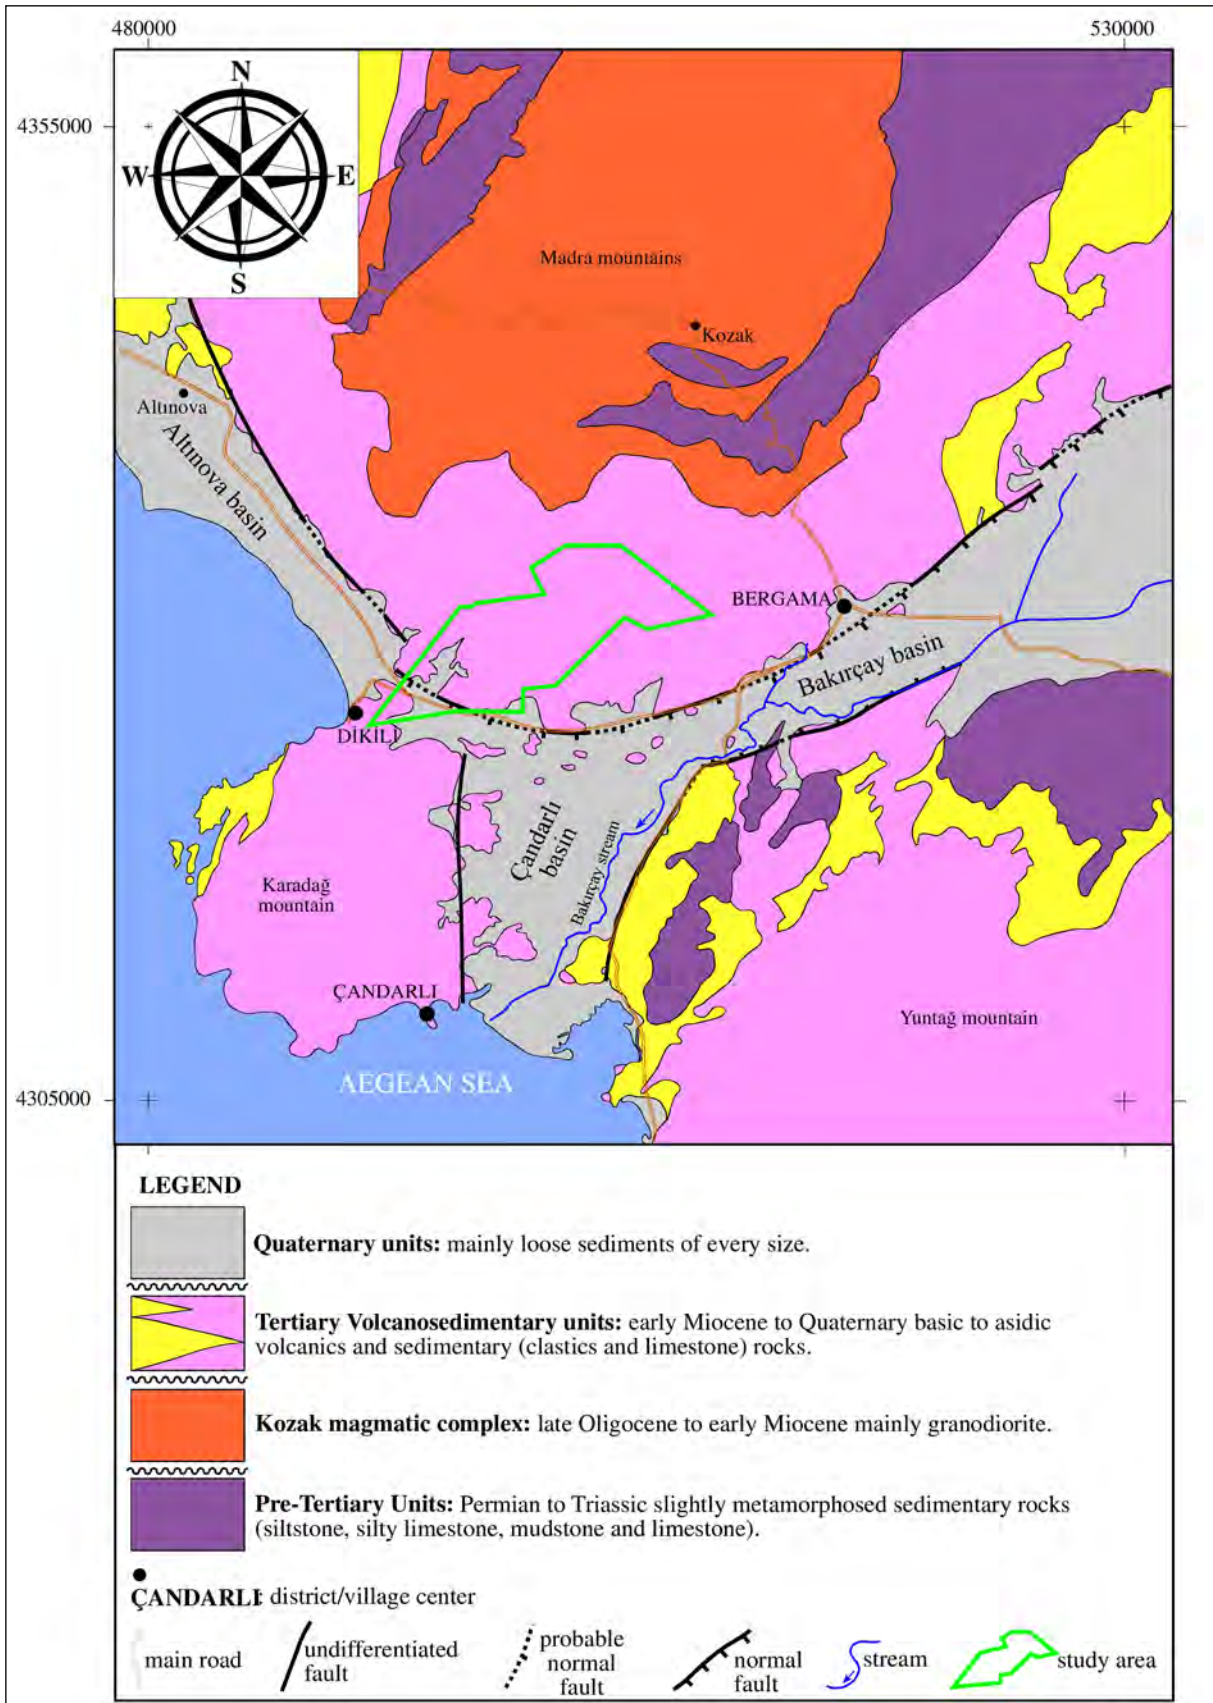 480000
530000
4355000
N
W
E
S
Madra mountains
Kozak
Altınova
Altınova basin
BERGAMA
Bakırçay basin
DİKİLİ
Çandarlı
basin
Bakırçay stream
Karadağ
mountain
ÇANDARLI
Yuntağ mountain
AEGEAN SEA
4305000
LEGEND
Quaternary units: mainly loose sediments of every size.
Tertiary Volcanosedimentary units: early Miocene to Quaternary basic to asidic
volcanics and sedimentary (clastics and limestone) rocks.
Kozak magmatic complex: late Oligocene to early Miocene mainly granodiorite.
Pre-Tertiary Units: Permian to Triassic slightly metamorphosed sedimentary rocks
(siltstone, silty limestone, mudstone and limestone).
ÇANDARLI: district/village center
main road
undifferentiated
fault
probable
normal
fault
normal
fault
stream
study area